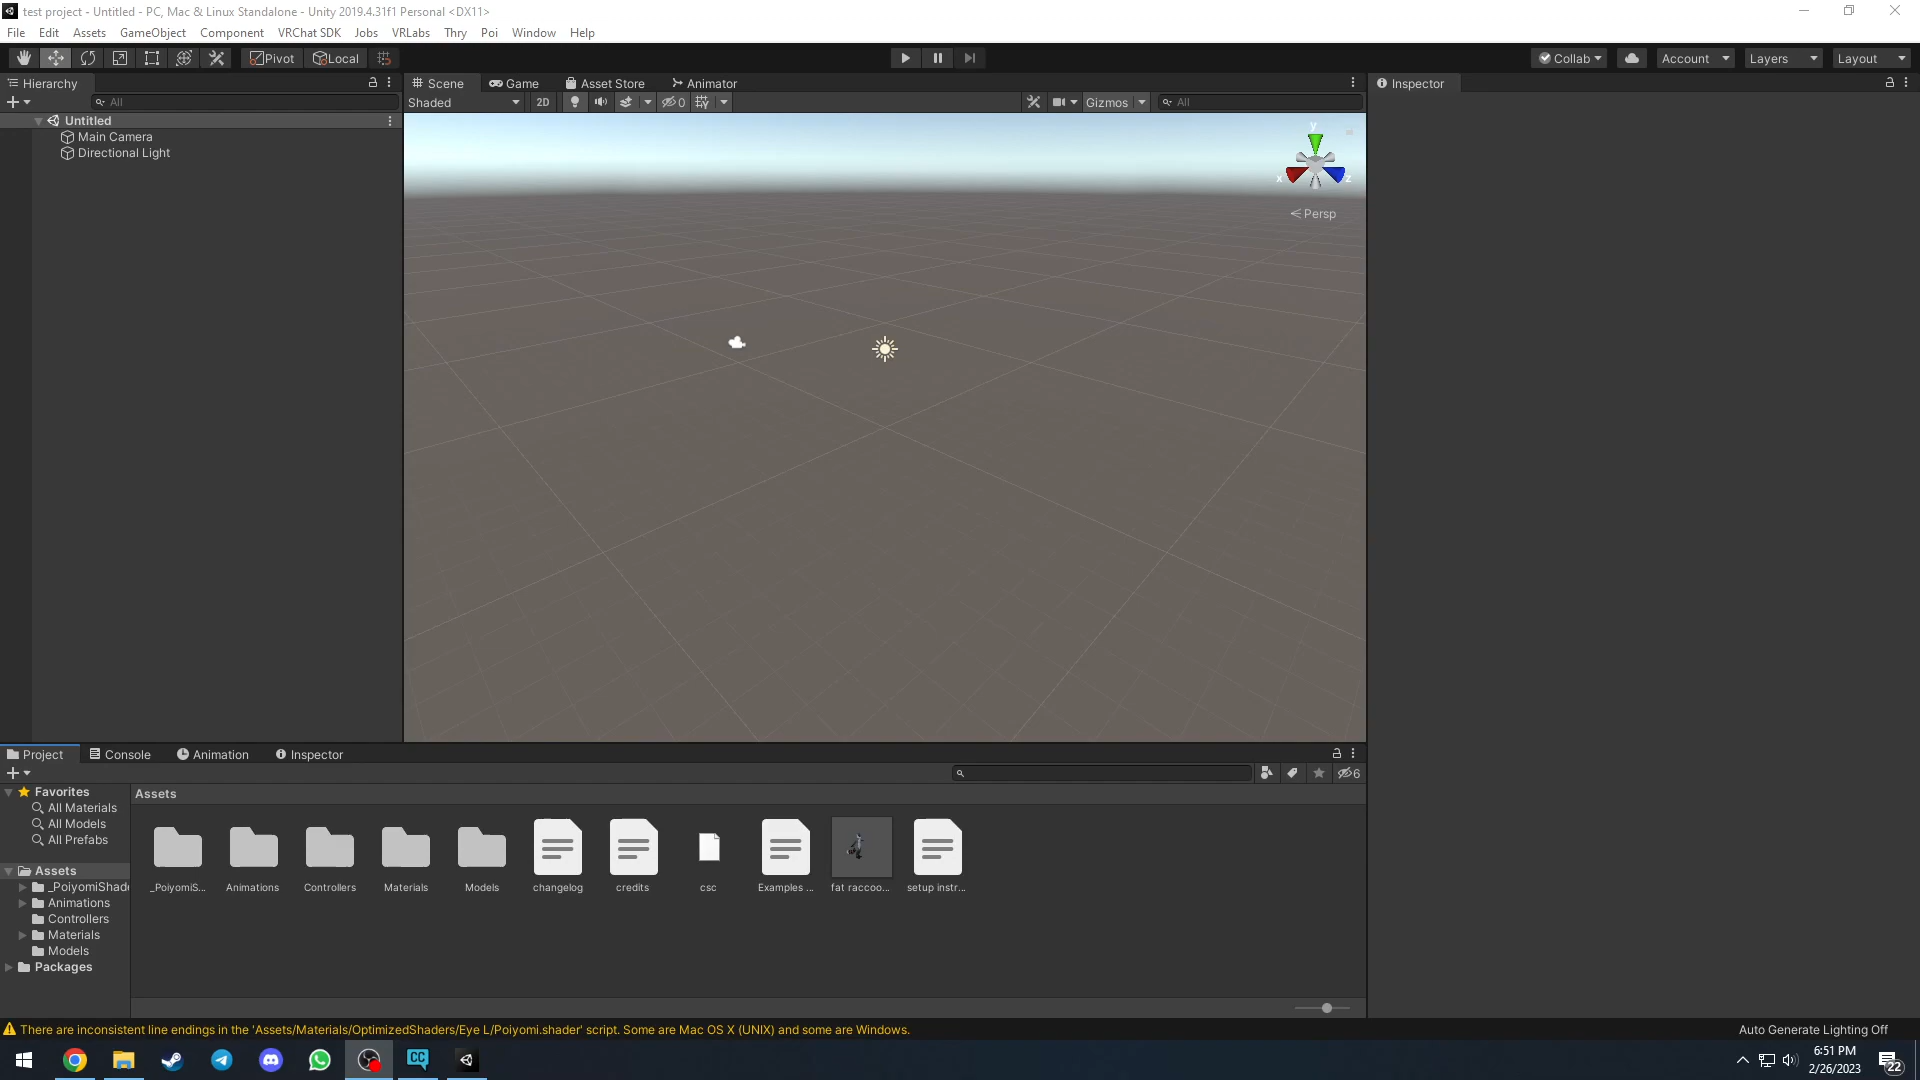 test project - Untitled - PC, Mac & Linux Standalone - Unity 2019.4.31f1 Personal <DX11>
File Edit Assets GameObject Component VRChat SDK Jobs VRLabs Thry Poi Window Help
Pivot Local Collab Account Layers Layout
Hierarchy Scene Game Asset Store Animator Inspector
All Shaded 2D 0 Gizmos All
Untitled
Main Camera
Directional Light
y
x z
Persp
Project Console Animation Inspector
6
Favorites Assets
All Materials
All Models
All Prefabs
Assets
_PoiyomiShade
Animations
Controllers
Materials
Models
Packages
_PoiyomiS... Animations Controllers Materials Models changelog credits csc Examples ... fat raccoo... setup instr...
There are inconsistent line endings in the 'Assets/Materials/OptimizedShaders/Eye L/Poiyomi.shader' script. Some are Mac OS X (UNIX) and some are Windows.
Auto Generate Lighting Off
CC
6:51 PM
2/26/2023
22